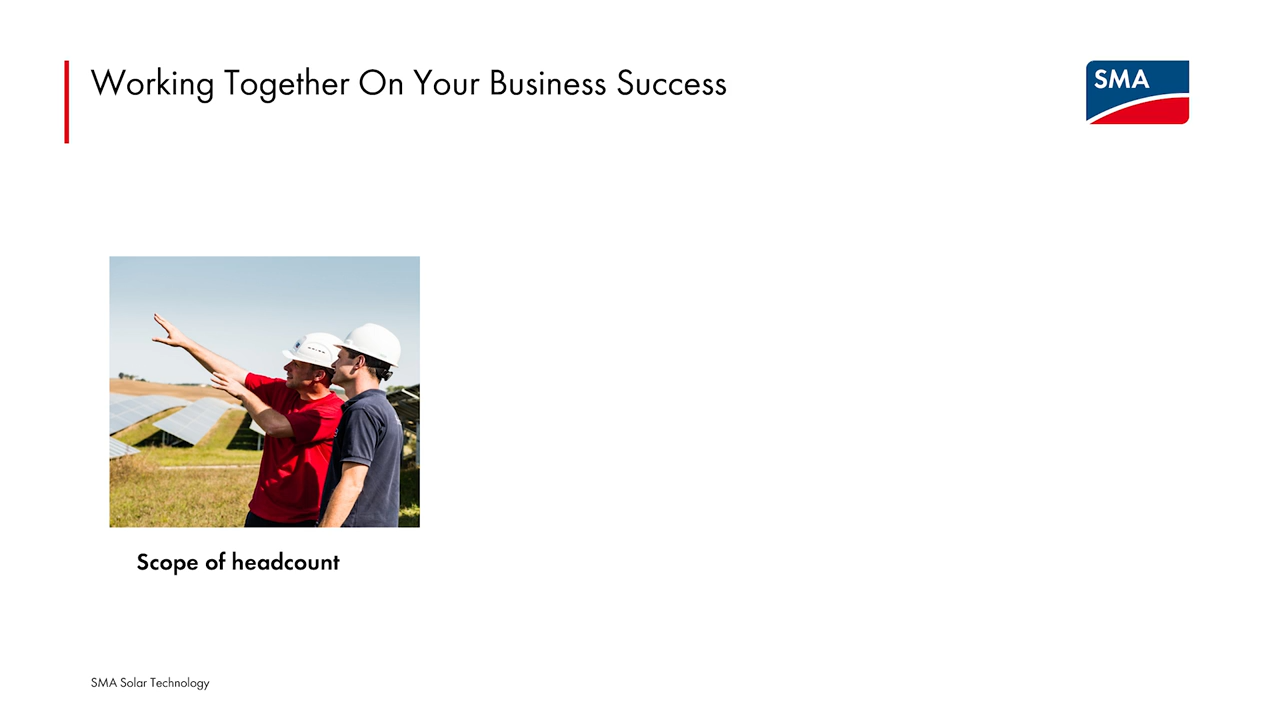 Working Together On Your Business Success
SMA
Scope of headcount
SMA Solar Technology